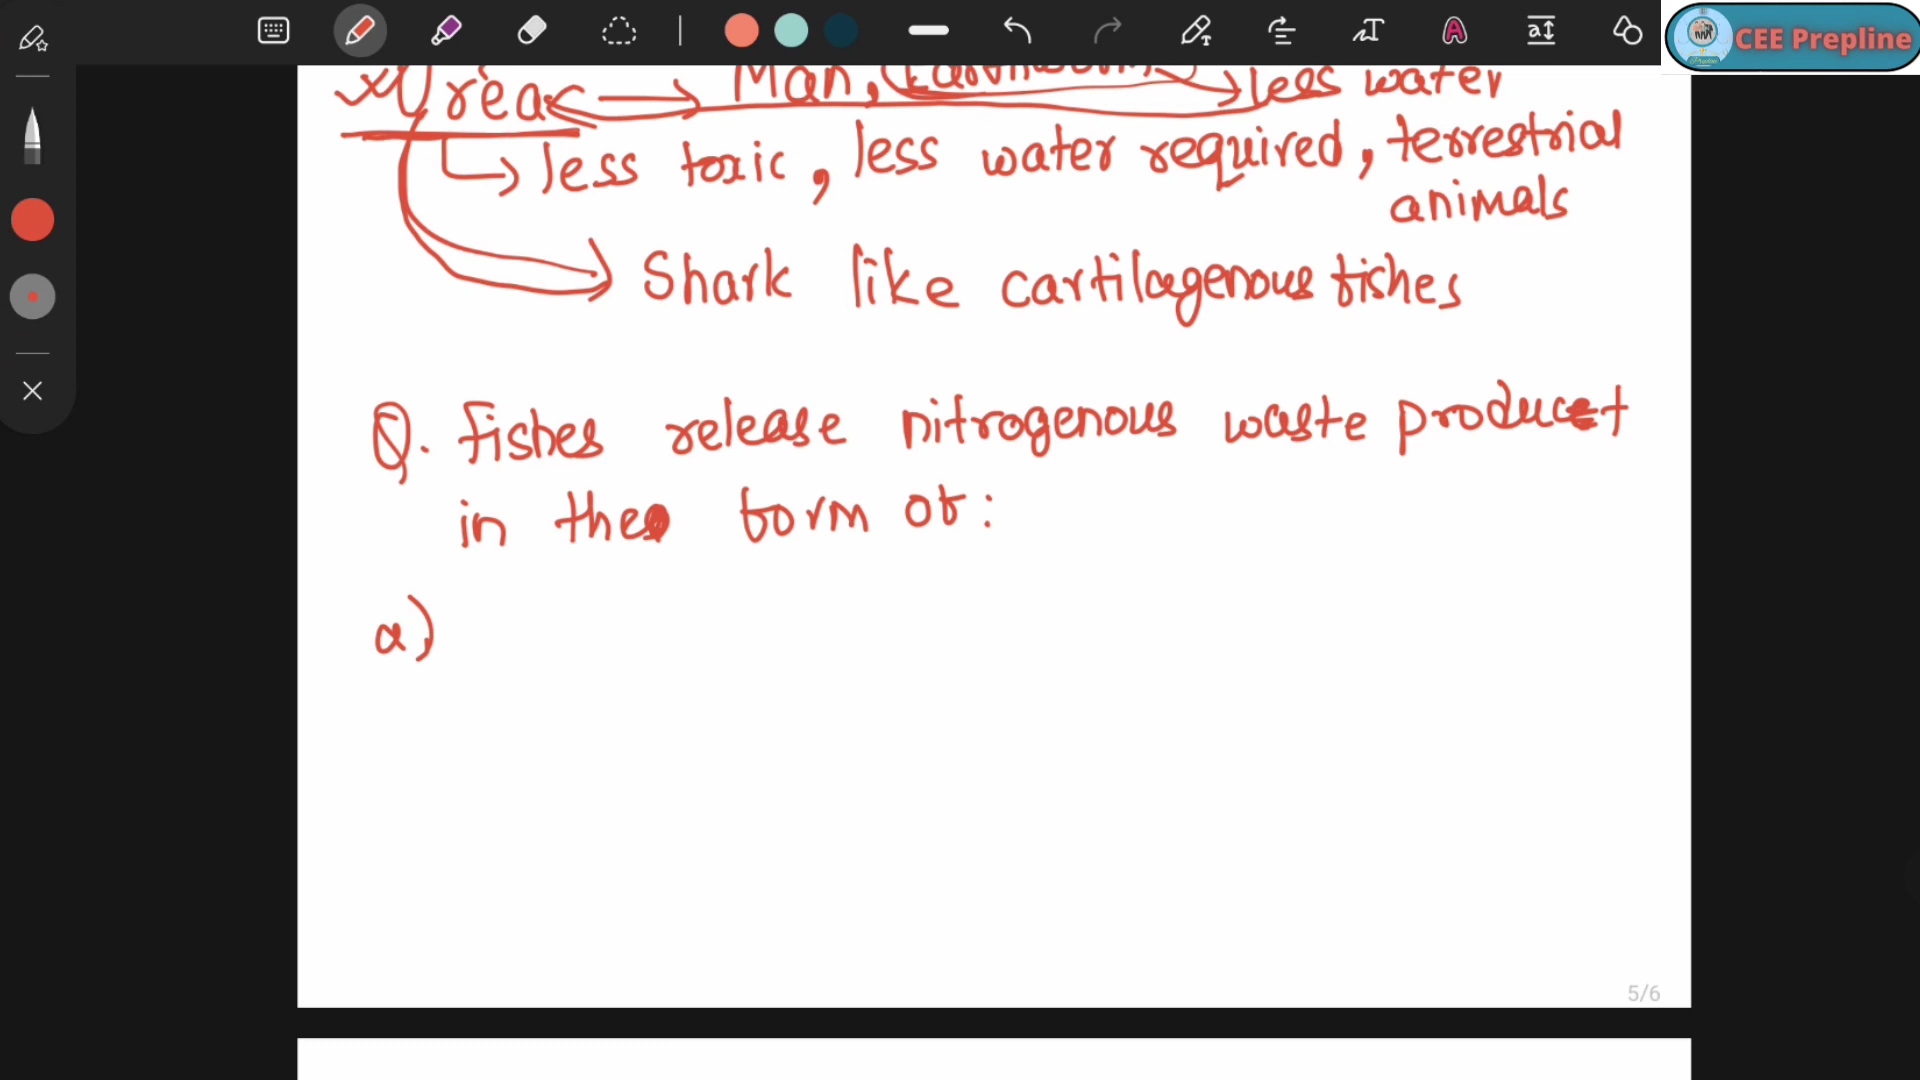 Urea → Man, → less water
↳ less toxic, less water required, terrestrial
animals
→ Shark like cartilagenous fishes
Q. fishes release nitrogenous waste product
in the form of:
a)
5/6
CEE Prepline